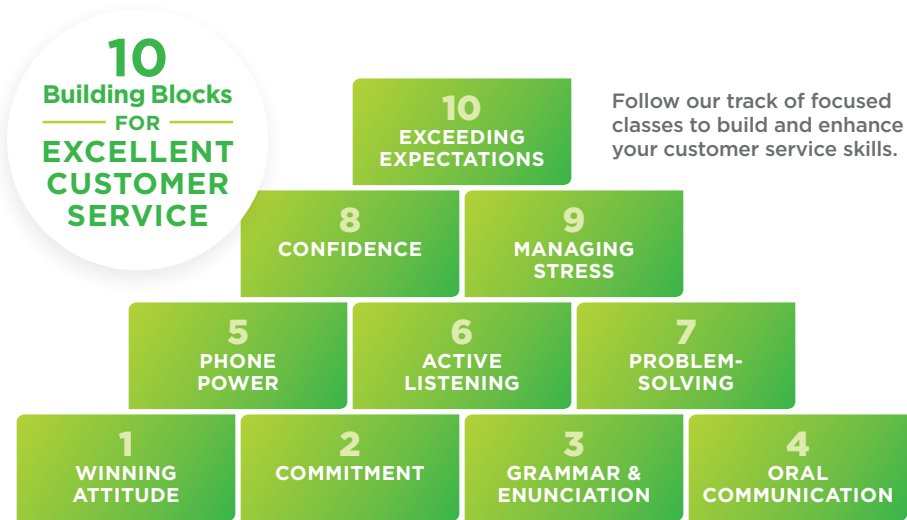 10
Building Blocks
FOR
EXCELLENT
CUSTOMER
SERVICE
Follow our track of focused
classes to build and enhance
your customer service skills.
10
EXCEEDING
EXPECTATIONS
8
CONFIDENCE
9
MANAGING
STRESS
5
PHONE
POWER
6
ACTIVE
LISTENING
7
PROBLEM-
SOLVING
1
WINNING
ATTITUDE
2
COMMITMENT
3
GRAMMAR &
ENUNCIATION
4
ORAL
COMMUNICATION